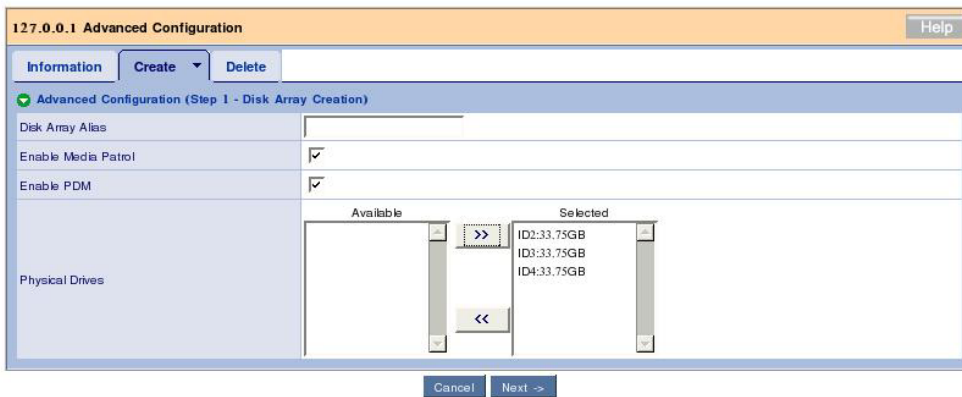 127.0.0.1 Advanced Configuration
Help
Information
Create
Delete
Advanced Configuration (Step 1 - Disk Array Creation)
Disk Array Alias
Enable Media Patrol
Enable PDM
Physical Drives
Available
Selected
>>
ID2:33.75GB
ID3:33.75GB
ID4:33.75GB
<<
Cancel
Next ->